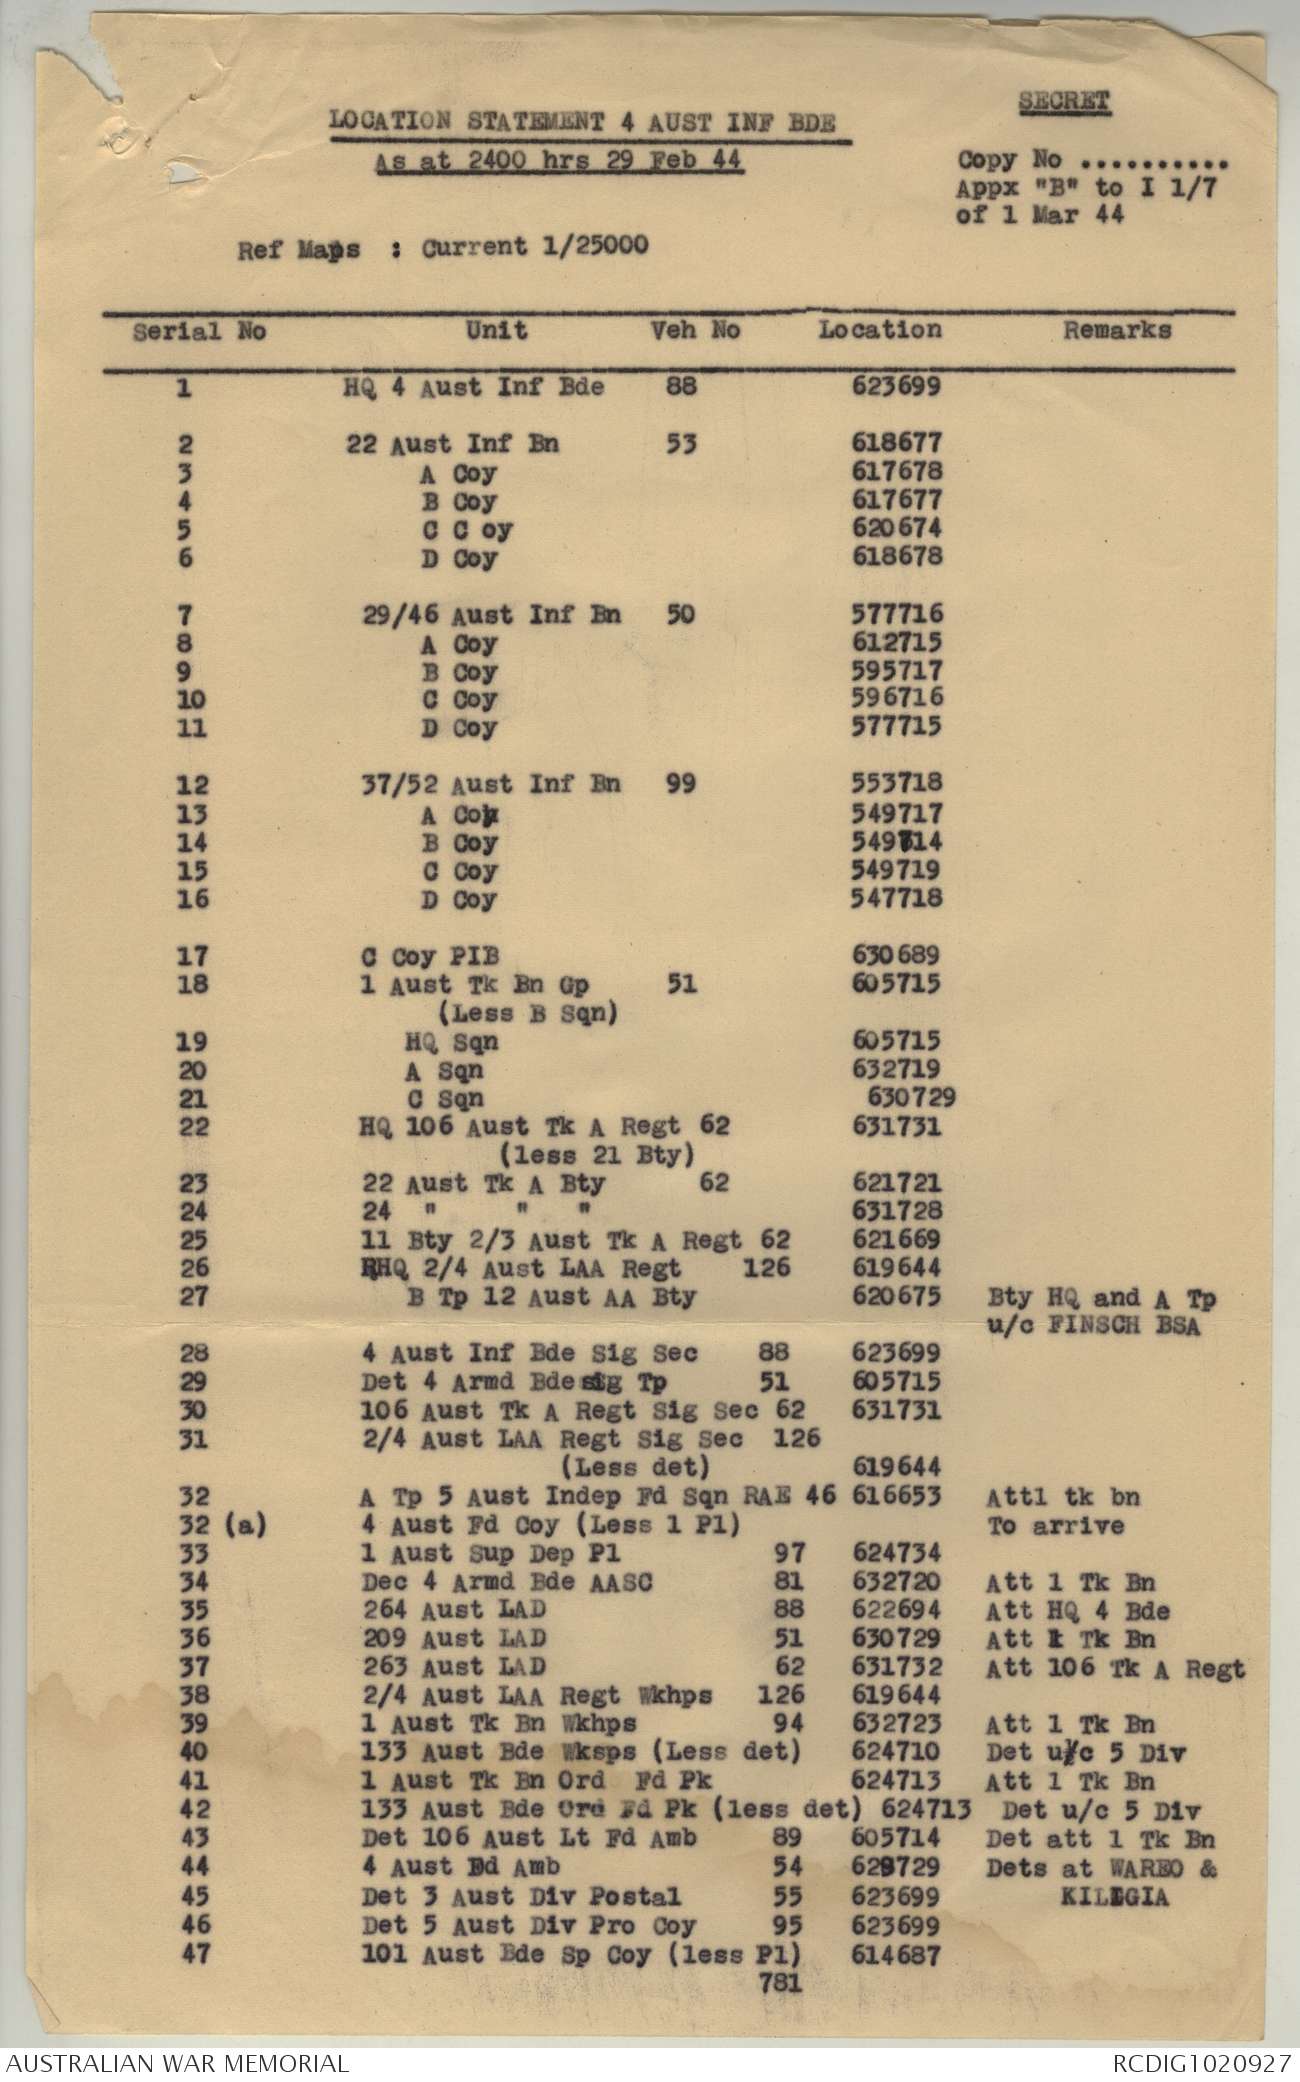 SECRET
LOCATION STATEMENT 4 AUST INF BDE
As at 2400 hrs 29 Feb 44
Copy No ..........
Appx "B" to I 1/7
of 1 Mar 44
Ref Maps : Current 1/25000
Serial No Unit Veh No Location Remarks
1 HQ 4 Aust Inf Bde 88 623699
2 22 Aust Inf Bn 53 618677
3 A Coy 617678
4 B Coy 617677
5 C C oy 620674
6 D Coy 618678
7 29/46 Aust Inf Bn 50 577716
8 A Coy 612715
9 B Coy 595717
10 C Coy 596716
11 D Coy 577715
12 37/52 Aust Inf Bn 99 553718
13 A Coy 549717
14 B Coy 549714
15 C Coy 549719
16 D Coy 547718
17 C Coy PIB 630689
18 1 Aust Tk Bn Gp 51 605715
(Less B Sqn)
19 HQ Sqn 605715
20 A Sqn 632719
21 C Sqn 630729
22 HQ 106 Aust Tk A Regt 62 631731
(less 21 Bty)
23 22 Aust Tk A Bty 62 621721
24 24 " " " 631728
25 11 Bty 2/3 Aust Tk A Regt 62 621669
26 RHQ 2/4 Aust LAA Regt 126 619644
27 B Tp 12 Aust AA Bty 620675 Bty HQ and A Tp
u/c FINSCH BSA
28 4 Aust Inf Bde Sig Sec 88 623699
29 Det 4 Armd Bde sig Tp 51 605715
30 106 Aust Tk A Regt Sig Sec 62 631731
31 2/4 Aust LAA Regt Sig Sec 126
(Less det) 619644
32 A Tp 5 Aust Indep Fd Sqn RAE 46 616653 Att1 tk bn
32 (a) 4 Aust Fd Coy (Less 1 Pl) To arrive
33 1 Aust Sup Dep Pl 97 624734
34 Dec 4 Armd Bde AASC 81 632720 Att 1 Tk Bn
35 264 Aust LAD 88 622694 Att HQ 4 Bde
36 209 Aust LAD 51 630729 Att 1 Tk Bn
37 263 Aust LAD 62 631732 Att 106 Tk A Regt
38 2/4 Aust LAA Regt Wkhps 126 619644
39 1 Aust Tk Bn Wkhps 94 632723 Att 1 Tk Bn
40 133 Aust Bde Wksps (Less det) 624710 Det u/c 5 Div
41 1 Aust Tk Bn Ord Fd Pk 624713 Att 1 Tk Bn
42 133 Aust Bde Ord Fd Pk (less det) 624713 Det u/c 5 Div
43 Det 106 Aust Lt Fd Amb 89 605714 Det att 1 Tk Bn
44 4 Aust Fd Amb 54 629729 Dets at WAREO &
45 Det 3 Aust Div Postal 55 623699 KILIGIA
46 Det 5 Aust Div Pro Coy 95 623699
47 101 Aust Bde Sp Coy (less Pl) 614687
781
AUSTRALIAN WAR MEMORIAL RCDIG1020927